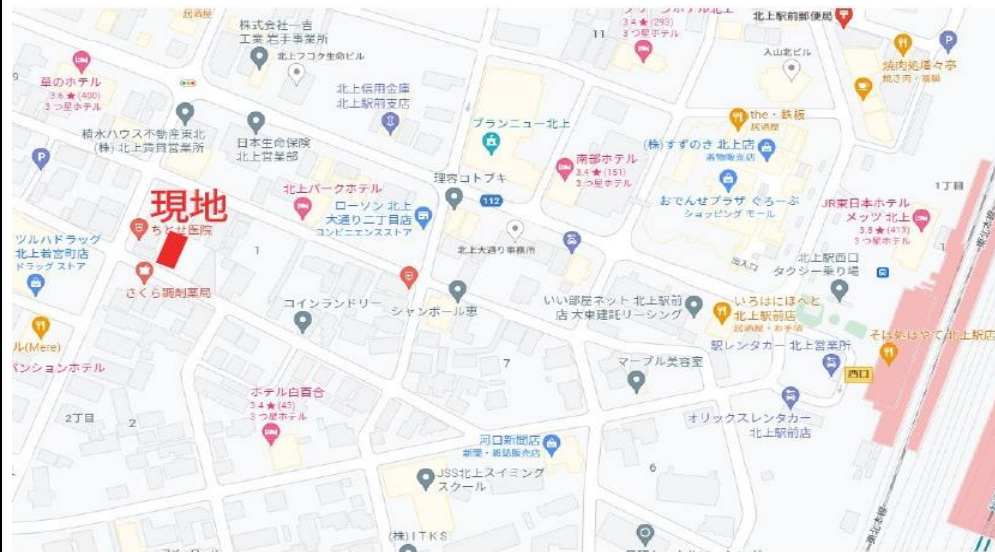 居酒屋
株式会社一吉
工業 岩手事業所
北上フコク生命ビル
11
3.4★(293)
3つ星ホテル
北上駅前郵便局
入山北ビル
焼肉処 塔々亭
焼き肉・高級
草のホテル
3.6★(400)
3つ星ホテル
北上信用金庫
北上駅前支店
ブランニュー北上
the・鉄板
居酒屋
積水ハウス不動産東北
(株) 北上賃貸営業所
日本生命保険
北上営業部
(株)すずのき 北上店
着物販売店
南部ホテル
3.4★(151)
3つ星ホテル
理容コトブキ
112
おでんせプラザ ぐろーぶ
ショッピング モール
1丁目
JR東日本ホテル
メッツ 北上
3.8★(413)
3つ星ホテル
北上パークホテル
現地
ちとせ医院
ローソン 北上
大通り二丁目店
コンビニエンスストア
北上大通り事務所
ツルハドラッグ
北上若宮町店
ドラッグ ストア
1
出入口
北上駅西口
タクシー乗り場
さくら調剤薬局
コインランドリー
シャンボール恵
いい部屋ネット 北上駅前
店 大東建託リーシング
いろはにほへと
北上駅前店
居酒屋・お手頃
そば処はやて 北上駅店
駅レンタカー 北上営業所
西口
ル(Mere)
パンションホテル
7
マーブル美容室
ホテル白百合
3.4★(43)
3つ星ホテル
2丁目
2
オリックスレンタカー
北上駅前店
河口新聞店
新聞・雑誌販売店
JSS北上スイミング
スクール
6
(株)ITKS
東北本線